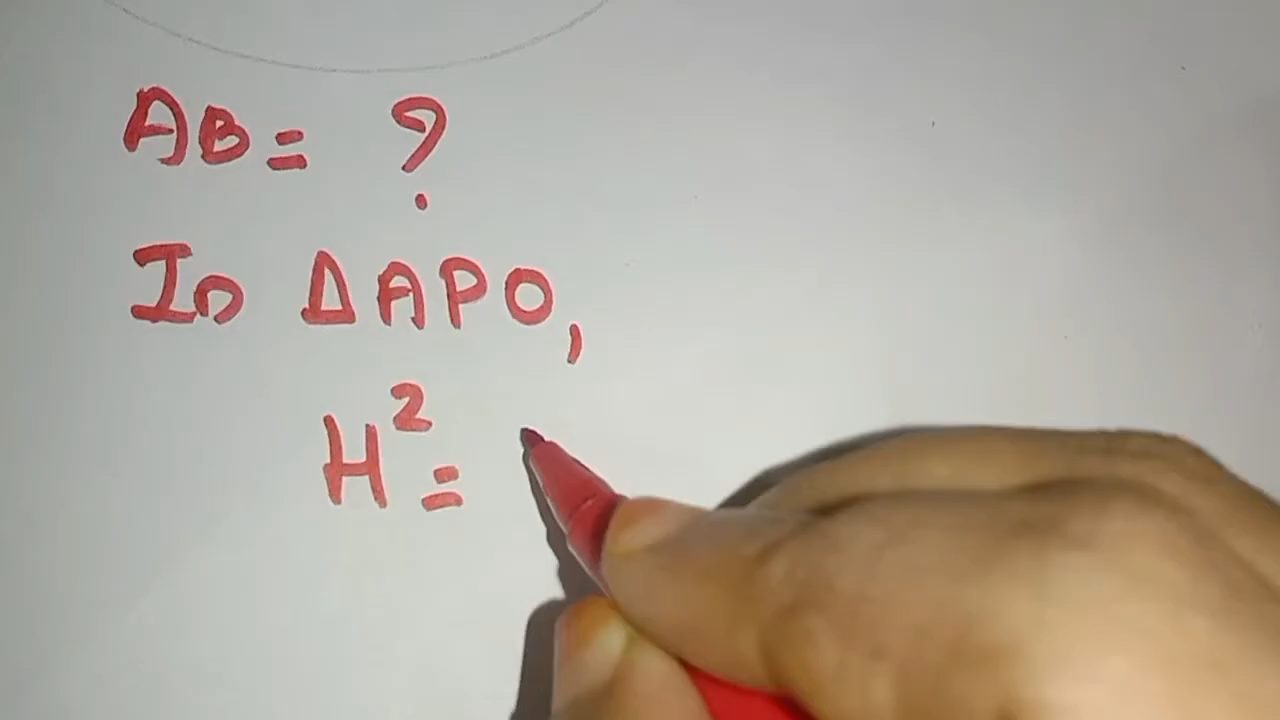 AB= ?
In ΔAPO,
H²=